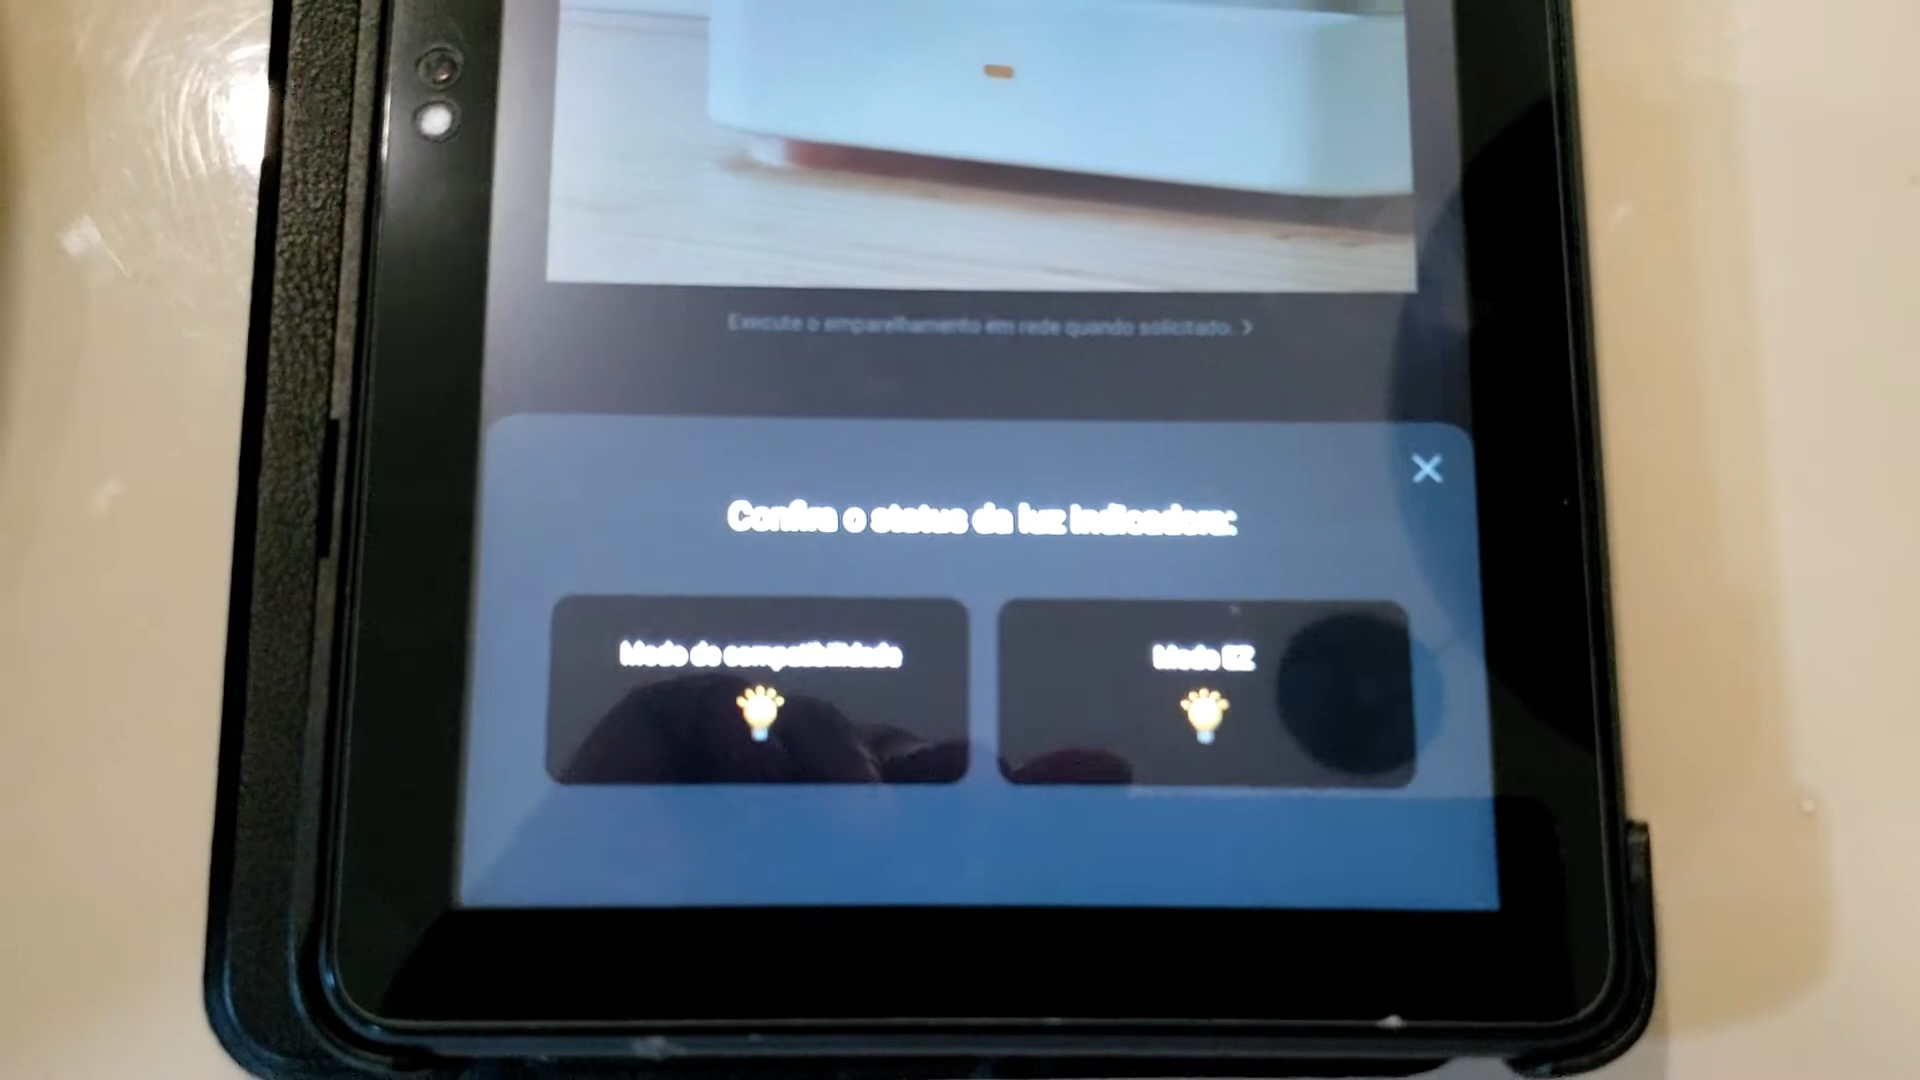 Execute o emparelhamento em rede quando solicitado. >
Confira o status da luz indicadora:
Modo de compatibilidade
Modo EZ